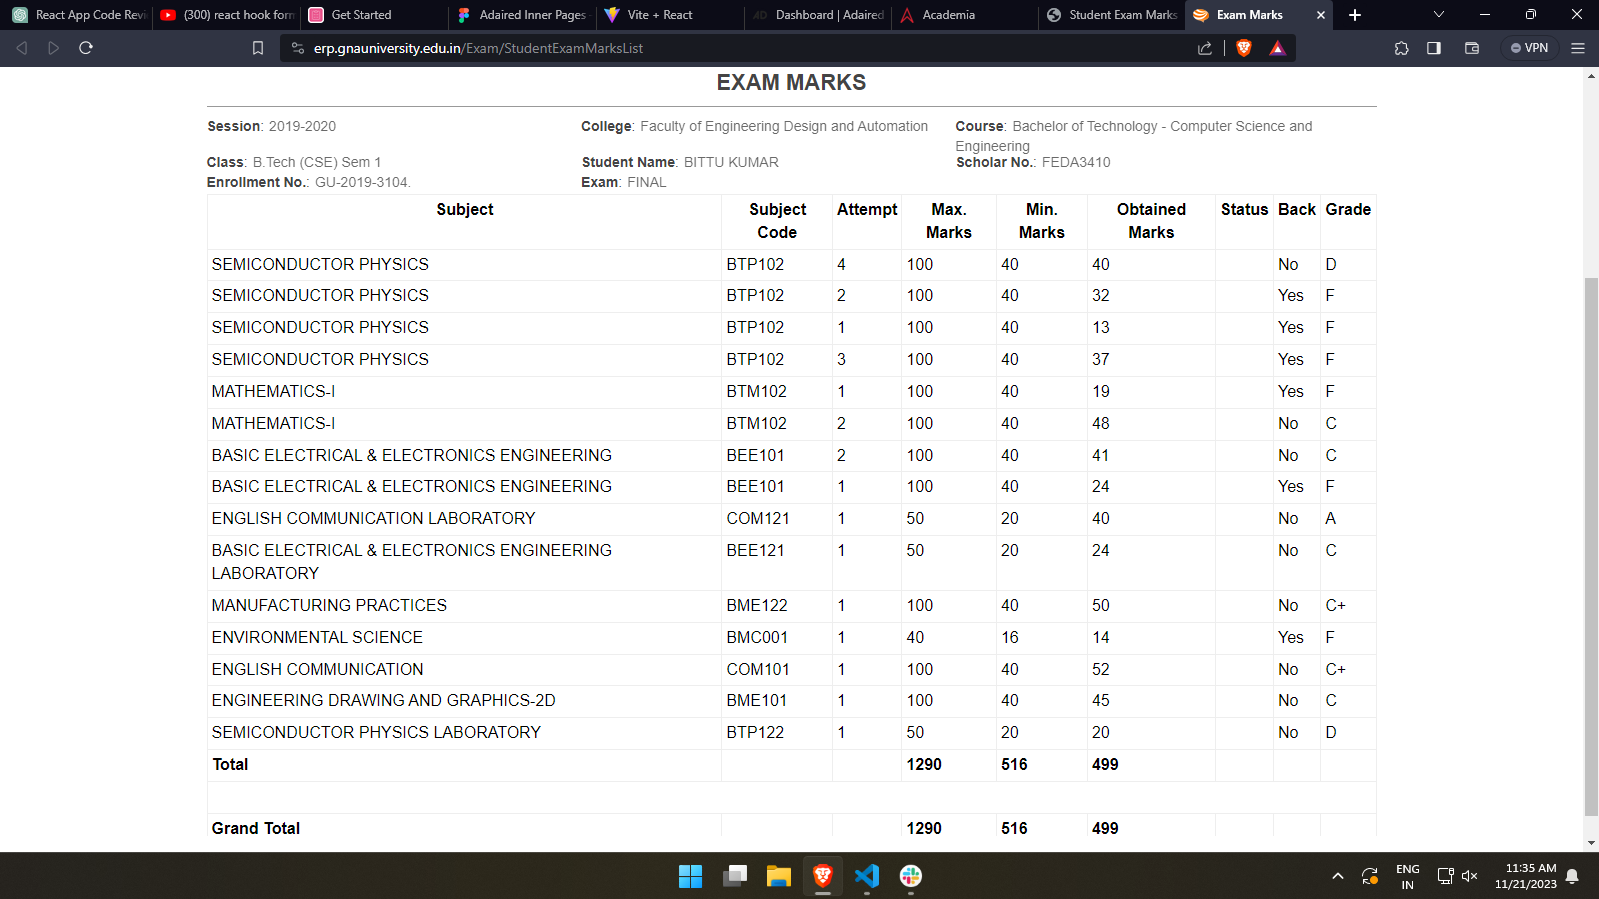 React App Code Revi
(300) react hook form
Get Started
Adaired Inner Pages
Vite + React
AD Dashboard | Adaired
Academia
Student Exam Marks
Exam Marks
erp.gnauniversity.edu.in/Exam/StudentExamMarksList
VPN
EXAM MARKS
Session: 2019-2020 College: Faculty of Engineering Design and Automation Course: Bachelor of Technology - Computer Science and
Engineering
Class: B.Tech (CSE) Sem 1 Student Name: BITTU KUMAR Scholar No.: FEDA3410
Enrollment No.: GU-2019-3104. Exam: FINAL
Subject Subject Attempt Max. Min. Obtained Status Back Grade
Code Marks Marks Marks
SEMICONDUCTOR PHYSICS BTP102 4 100 40 40 No D
SEMICONDUCTOR PHYSICS BTP102 2 100 40 32 Yes F
SEMICONDUCTOR PHYSICS BTP102 1 100 40 13 Yes F
SEMICONDUCTOR PHYSICS BTP102 3 100 40 37 Yes F
MATHEMATICS-I BTM102 1 100 40 19 Yes F
MATHEMATICS-I BTM102 2 100 40 48 No C
BASIC ELECTRICAL & ELECTRONICS ENGINEERING BEE101 2 100 40 41 No C
BASIC ELECTRICAL & ELECTRONICS ENGINEERING BEE101 1 100 40 24 Yes F
ENGLISH COMMUNICATION LABORATORY COM121 1 50 20 40 No A
BASIC ELECTRICAL & ELECTRONICS ENGINEERING BEE121 1 50 20 24 No C
LABORATORY
MANUFACTURING PRACTICES BME122 1 100 40 50 No C+
ENVIRONMENTAL SCIENCE BMC001 1 40 16 14 Yes F
ENGLISH COMMUNICATION COM101 1 100 40 52 No C+
ENGINEERING DRAWING AND GRAPHICS-2D BME101 1 100 40 45 No C
SEMICONDUCTOR PHYSICS LABORATORY BTP122 1 50 20 20 No D
Total 1290 516 499
Grand Total 1290 516 499
ENG
IN
11:35 AM
11/21/2023